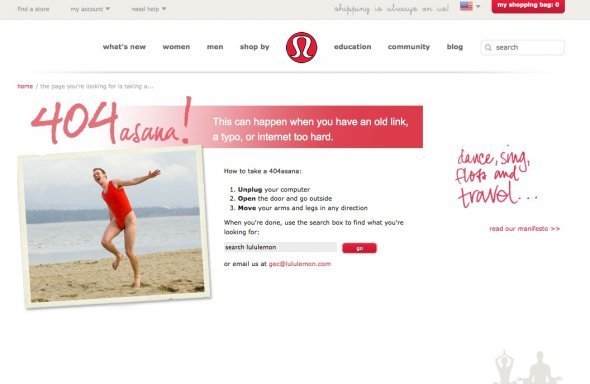 find a store my account need help shipping is always on us! my shopping bag: 0
what's new women men shop by education community blog search
home / the page you're looking for is taking a...
404asana!
This can happen when you have an old link,
a typo, or internet too hard.
How to take a 404asana:
1. Unplug your computer
2. Open the door and go outside
3. Move your arms and legs in any direction
When you're done, use the search box to find what you're
looking for:
search lululemon go
or email us at gec@lululemon.com
dance, sing,
floss and
travel...
read our manifesto >>